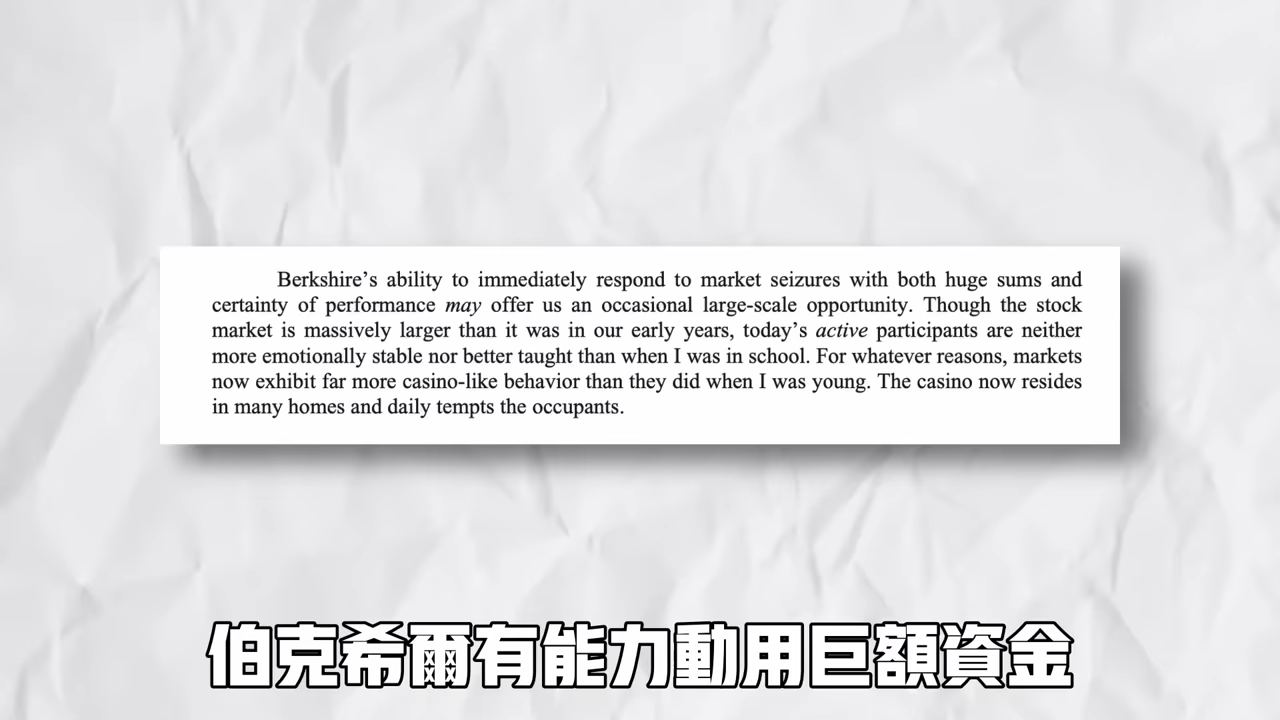 Berkshire’s ability to immediately respond to market seizures with both huge sums and
certainty of performance may offer us an occasional large-scale opportunity. Though the stock
market is massively larger than it was in our early years, today’s active participants are neither
more emotionally stable nor better taught than when I was in school. For whatever reasons, markets
now exhibit far more casino-like behavior than they did when I was young. The casino now resides
in many homes and daily tempts the occupants.
伯克希爾有能力動用巨額資金